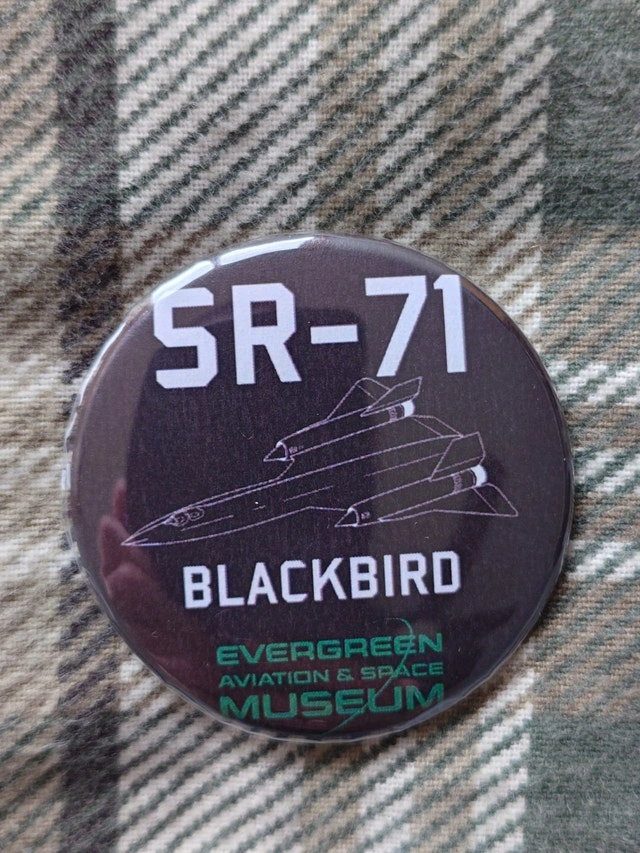 SR-71
BLACKBIRD
EVERGREEN
AVIATION & SPACE
MUSEUM